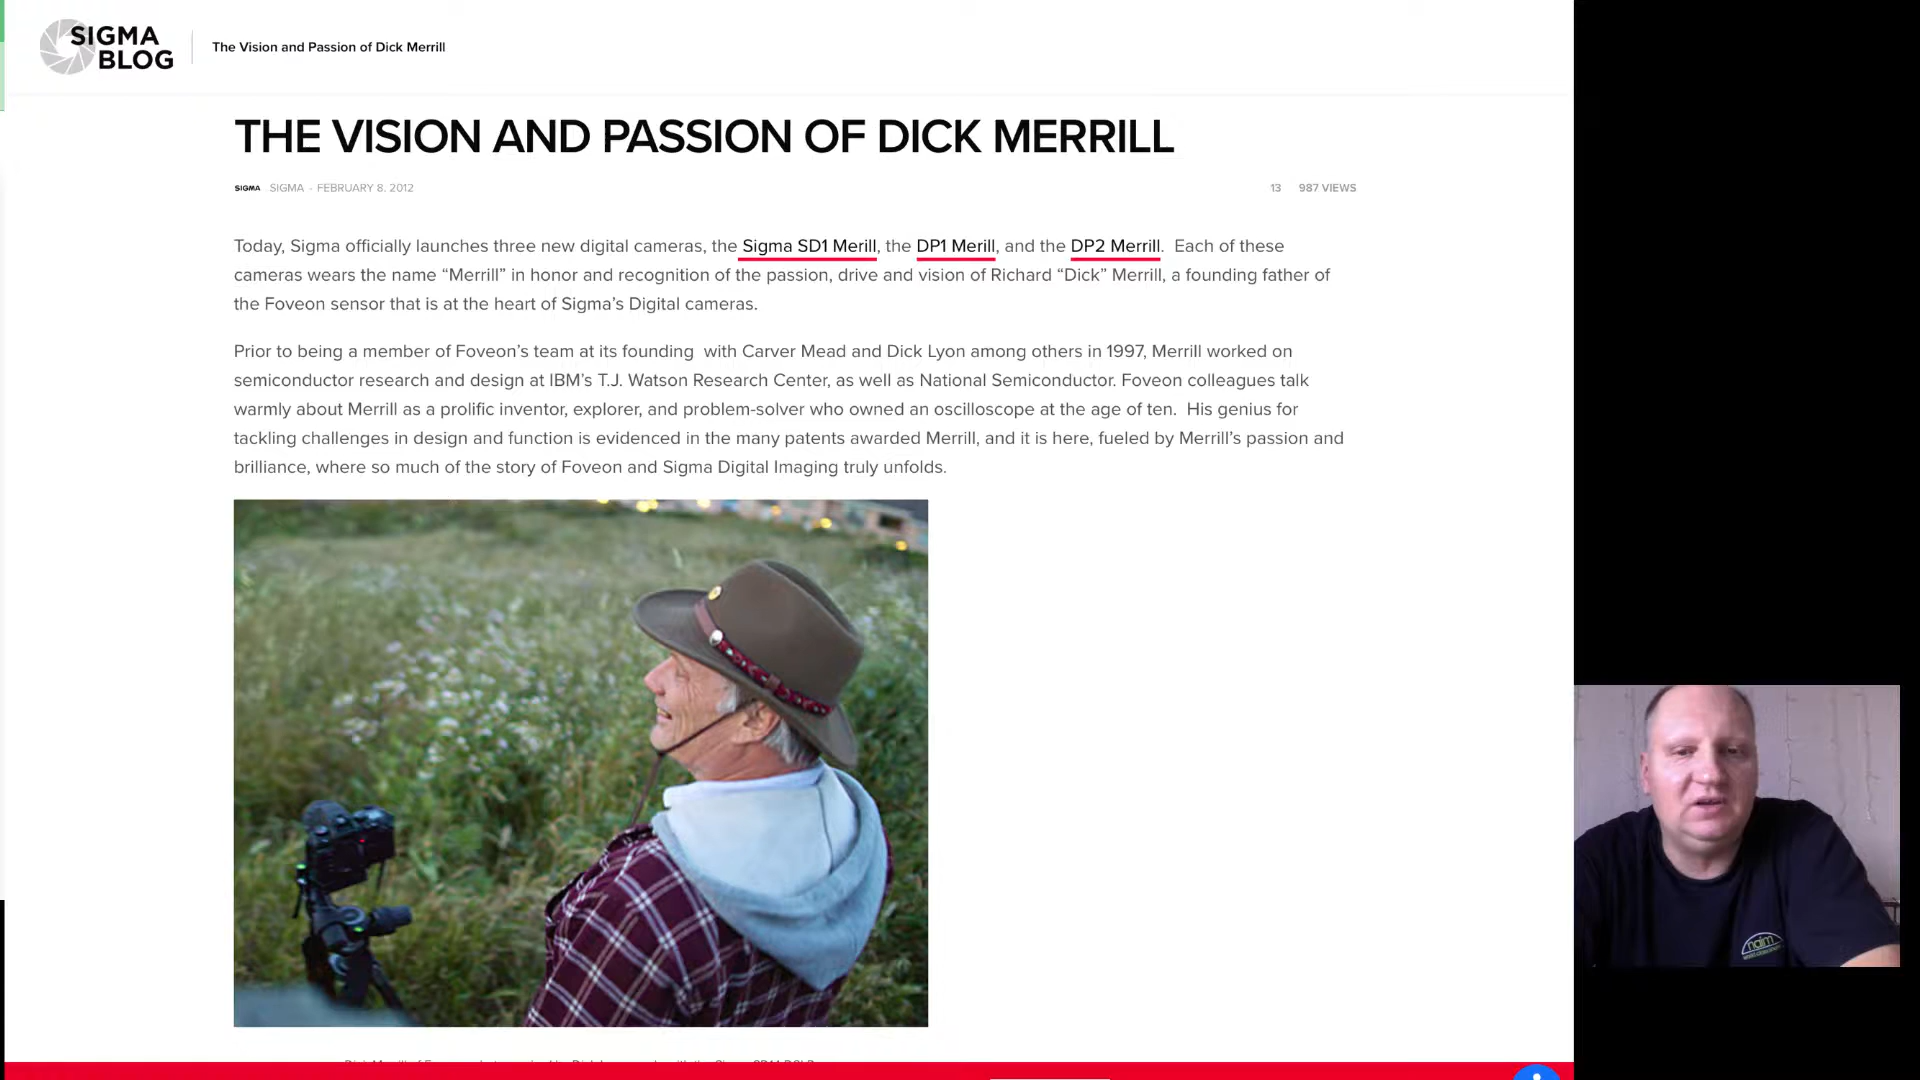 SIGMA
BLOG
The Vision and Passion of Dick Merrill
THE VISION AND PASSION OF DICK MERRILL
SIGMA SIGMA - FEBRUARY 8, 2012
13 987 VIEWS
Today, Sigma officially launches three new digital cameras, the Sigma SD1 Merill, the DP1 Merill, and the DP2 Merrill. Each of these
cameras wears the name “Merrill” in honor and recognition of the passion, drive and vision of Richard “Dick” Merrill, a founding father of
the Foveon sensor that is at the heart of Sigma’s Digital cameras.
Prior to being a member of Foveon’s team at its founding with Carver Mead and Dick Lyon among others in 1997, Merrill worked on
semiconductor research and design at IBM’s T.J. Watson Research Center, as well as National Semiconductor. Foveon colleagues talk
warmly about Merrill as a prolific inventor, explorer, and problem-solver who owned an oscilloscope at the age of ten. His genius for
tackling challenges in design and function is evidenced in the many patents awarded Merrill, and it is here, fueled by Merrill’s passion and
brilliance, where so much of the story of Foveon and Sigma Digital Imaging truly unfolds.
naim